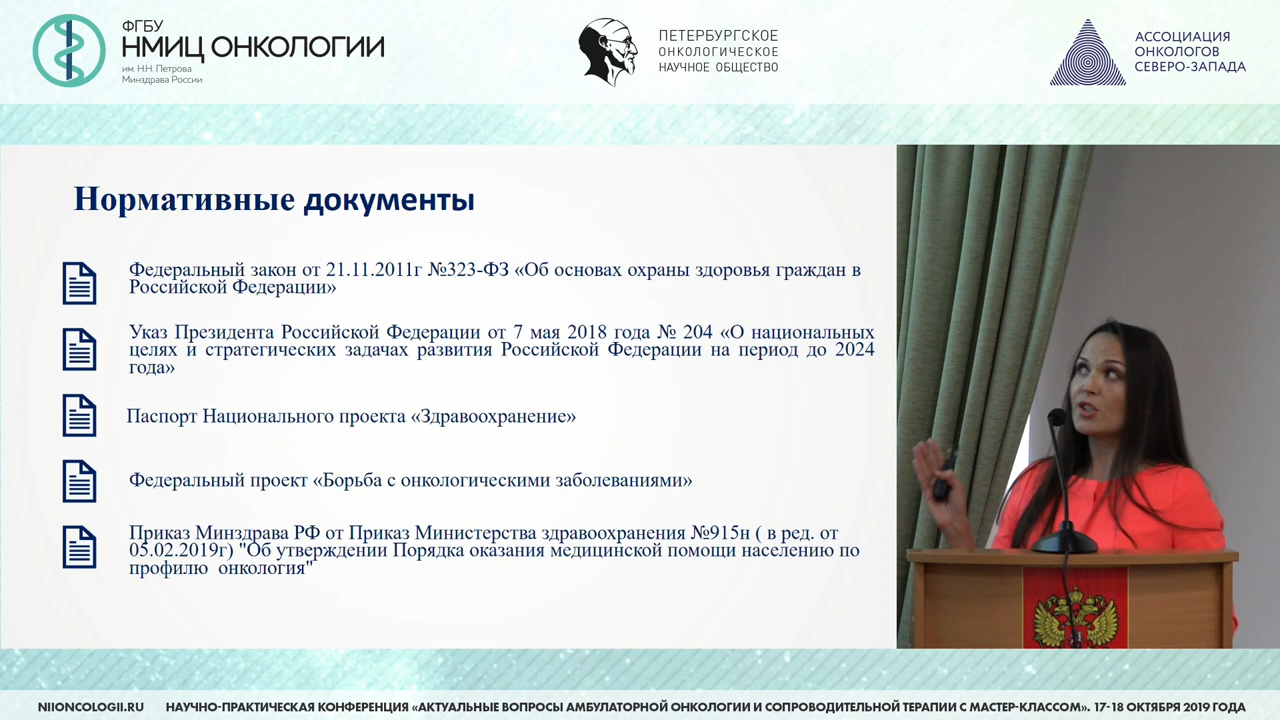 ФГБУ
НМИЦ ОНКОЛОГИИ
им. Н.Н. Петрова
Минздрава России
ПЕТЕРБУРГСКОЕ
ОНКОЛОГИЧЕСКОЕ
НАУЧНОЕ ОБЩЕСТВО
АССОЦИАЦИЯ
ОНКОЛОГОВ
СЕВЕРО-ЗАПАДА
Нормативные документы
Федеральный закон от 21.11.2011г №323-ФЗ «Об основах охраны здоровья граждан в
Российской Федерации»
Указ Президента Российской Федерации от 7 мая 2018 года № 204 «О национальных
целях и стратегических задачах развития Российской Федерации на период до 2024
года»
Паспорт Национального проекта «Здравоохранение»
Федеральный проект «Борьба с онкологическими заболеваниями»
Приказ Минздрава РФ от Приказ Министерства здравоохранения №915н ( в ред. от
05.02.2019г) "Об утверждении Порядка оказания медицинской помощи населению по
профилю онкология"
NIIONCOLOGII.RU НАУЧНО-ПРАКТИЧЕСКАЯ КОНФЕРЕНЦИЯ «АКТУАЛЬНЫЕ ВОПРОСЫ АМБУЛАТОРНОЙ ОНКОЛОГИИ И СОПРОВОДИТЕЛЬНОЙ ТЕРАПИИ С МАСТЕР-КЛАССОМ». 17-18 ОКТЯБРЯ 2019 ГОДА